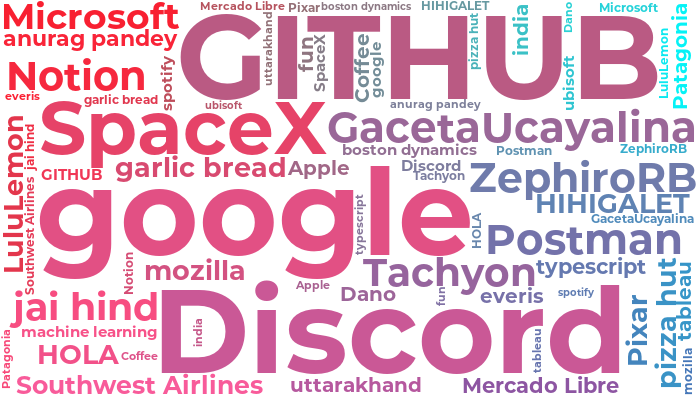 Microsoft
anurag pandey
Mercado Libre
Pixar
boston dynamics
HIHIGALET
Microsoft
GITHUB
uttarakhand
fun
SpaceX
Coffee
google
pizza hut
india
Dano
ubisoft
LuluLemon
Patagonia
Notion
spotify
everis
garlic bread
ubisoft
anurag pandey
SpaceX
GacetaUcayalina
LuluLemon
jai hind
boston dynamics
Postman
ZephiroRB
garlic bread
Apple
Discord
Tachyon
GITHUB
ZephiroRB
google
HIHIGALET
GacetaUcayalina
Southwest Airlines
typescript
HOLA
Postman
Notion
mozilla
Tachyon
typescript
jai hind
Apple
Dano
fun
everis
spotify
Discord
india
tableau
Pixar
pizza hut
tableau
mozilla
machine learning
Patagonia
HOLA
Coffee
Southwest Airlines
uttarakhand
Mercado Libre